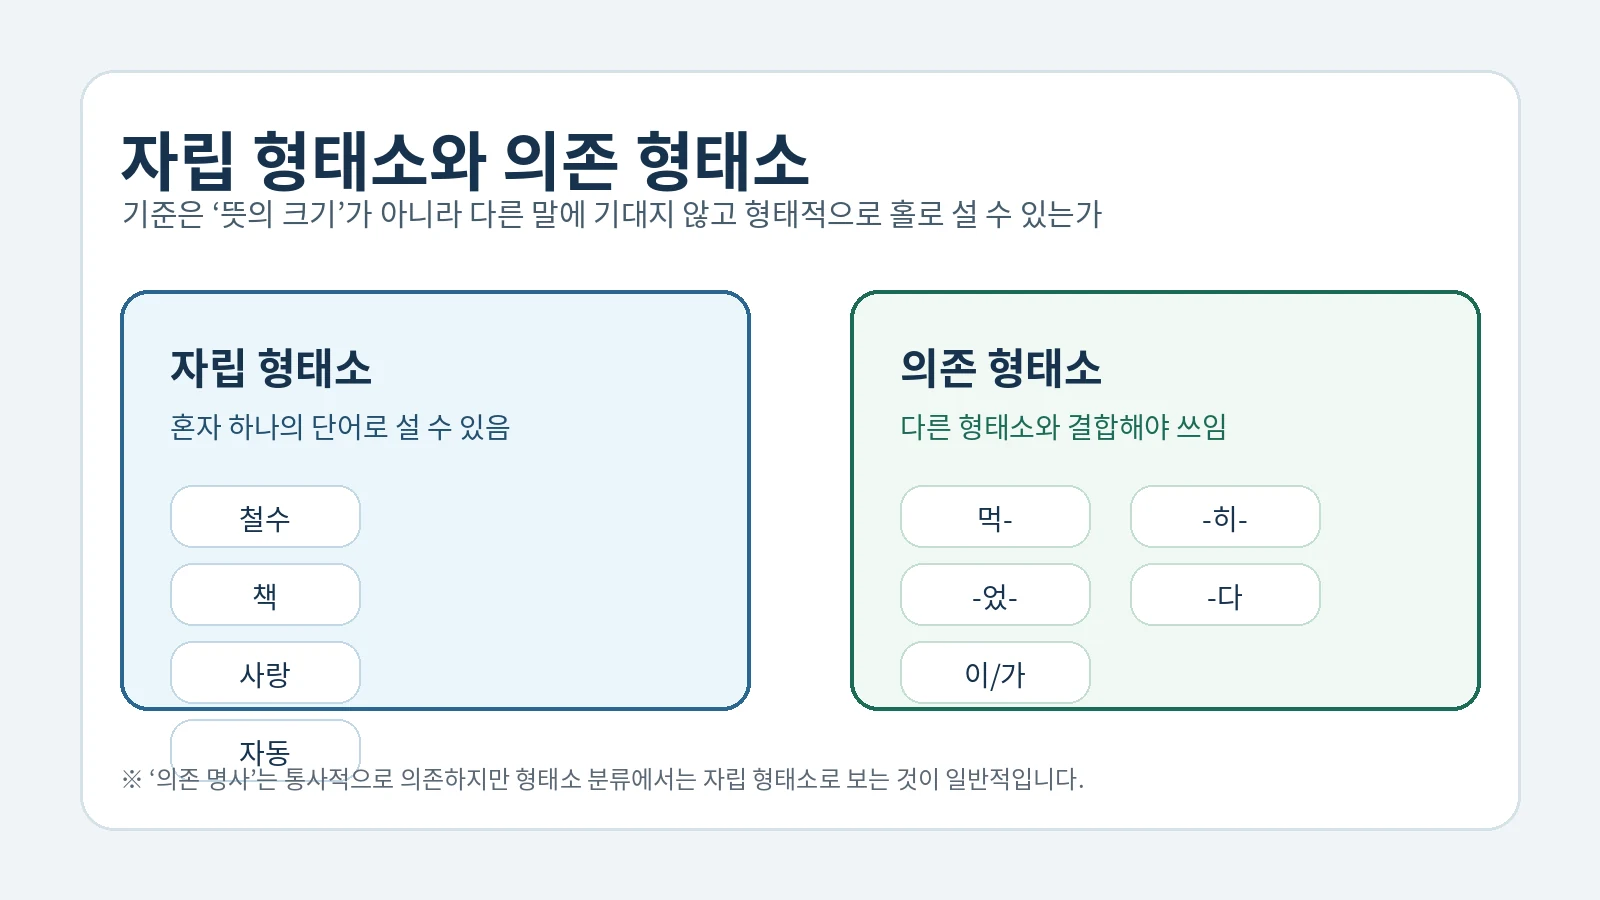 자립 형태소와 의존 형태소
기준은 ‘뜻의 크기’가 아니라 다른 말에 기대지 않고 형태적으로 홀로 설 수 있는가
자립 형태소
혼자 하나의 단어로 설 수 있음
철수
책
사랑
자동
의존 형태소
다른 형태소와 결합해야 쓰임
먹-
-히-
-었-
-다
이/가
※ ‘의존 명사’는 통사적으로 의존하지만 형태소 분류에서는 자립 형태소로 보는 것이 일반적입니다.